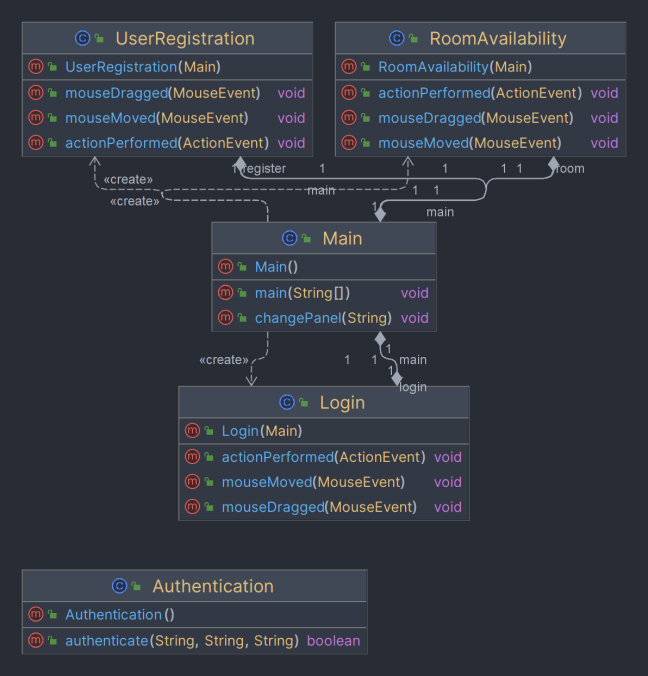 UserRegistration
UserRegistration(Main)
mouseDragged(MouseEvent) void
mouseMoved(MouseEvent) void
actionPerformed(ActionEvent) void
RoomAvailability
RoomAvailability(Main)
actionPerformed(ActionEvent) void
mouseDragged(MouseEvent) void
mouseMoved(MouseEvent) void
1 register 1 1 1 1 room
«create» main 1 1
«create» 1 main
Main
Main()
main(String[]) void
changePanel(String) void
1
«create» 1 1 main
1
login
Login
Login(Main)
actionPerformed(ActionEvent) void
mouseMoved(MouseEvent) void
mouseDragged(MouseEvent) void
Authentication
Authentication()
authenticate(String, String, String) boolean